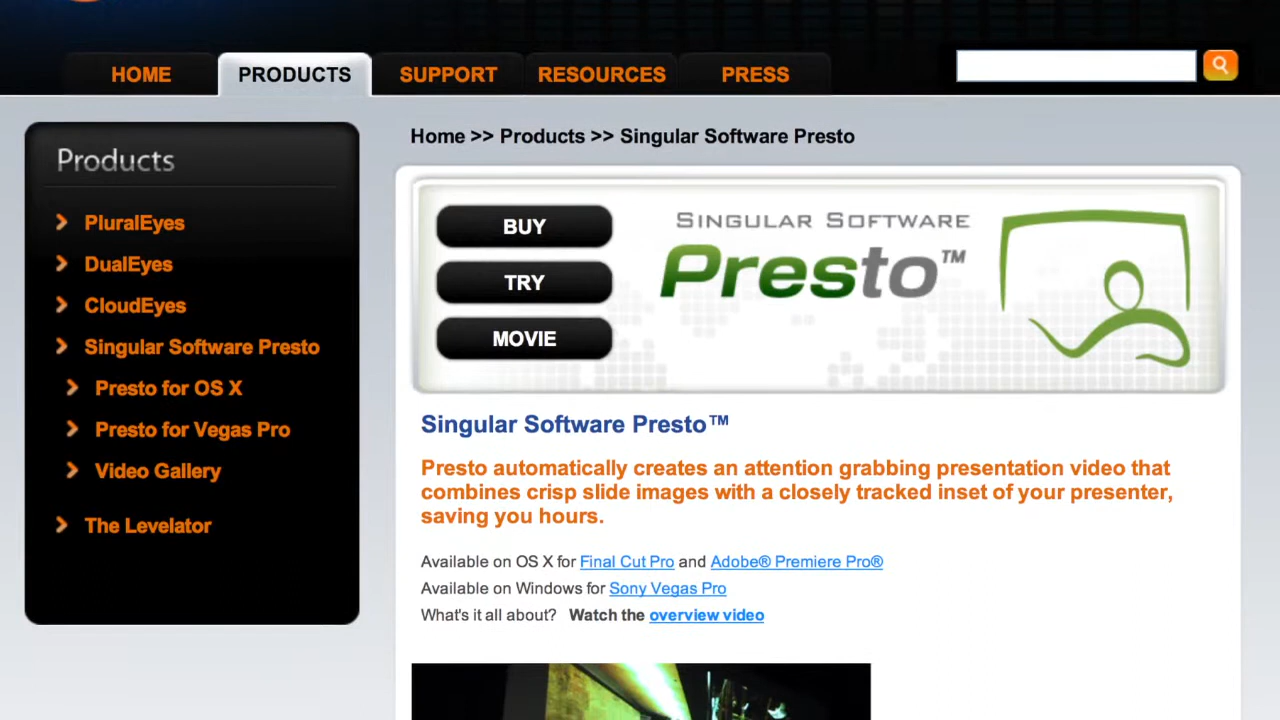 HOME
PRODUCTS
SUPPORT
RESOURCES
PRESS
Home >> Products >> Singular Software Presto
Products
PluralEyes
DualEyes
CloudEyes
Singular Software Presto
Presto for OS X
Presto for Vegas Pro
Video Gallery
The Levelator
BUY
TRY
MOVIE
SINGULAR SOFTWARE
Presto™
Singular Software Presto™
Presto automatically creates an attention grabbing presentation video that
combines crisp slide images with a closely tracked inset of your presenter,
saving you hours.
Available on OS X for Final Cut Pro and Adobe® Premiere Pro®
Available on Windows for Sony Vegas Pro
What's it all about? Watch the overview video